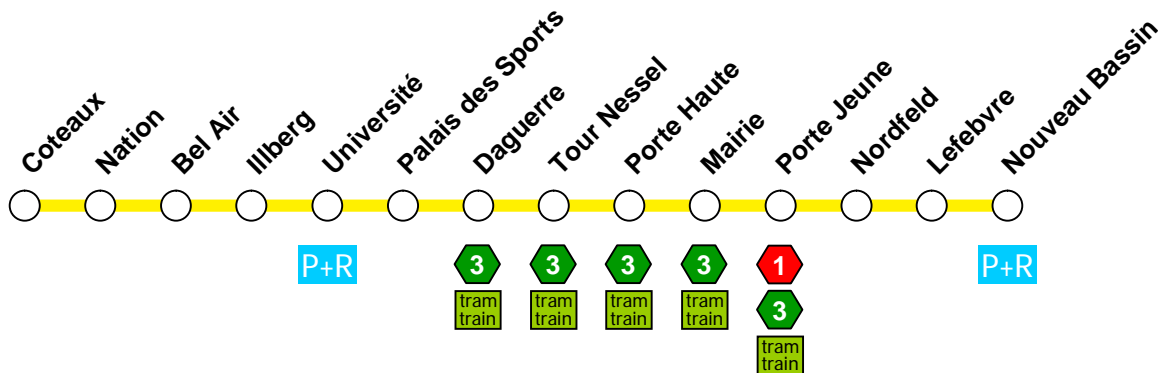 Coteaux
Nation
Bel Air
Illberg
Université
Palais des Sports
Daguerre
Tour Nessel
Porte Haute
Mairie
Porte Jeune
Nordfeld
Lefebvre
Nouveau Bassin
P+R
3
3
3
3
1
P+R
tram
train
tram
train
tram
train
tram
train
3
tram
train